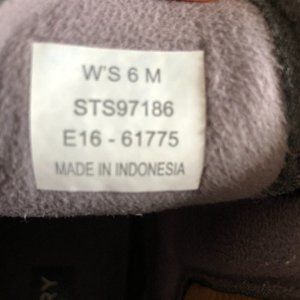 W'S 6 M
STS97186
E16 - 61775
MADE IN INDONESIA